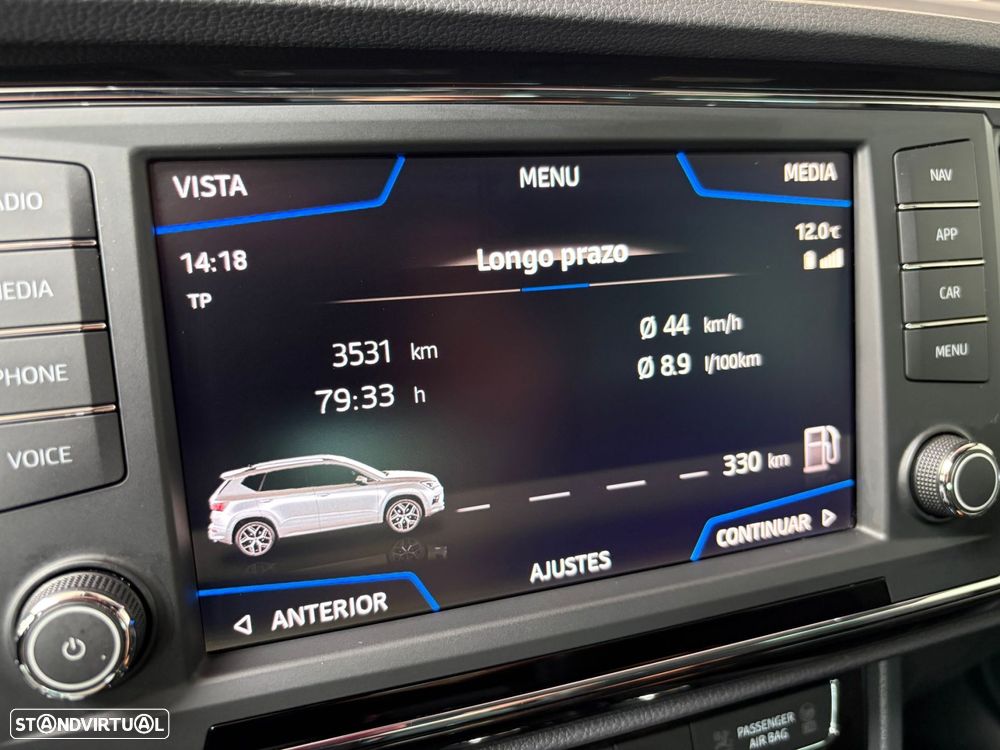 VISTA MENU MEDIA
14:18 Longo prazo 12.0°C
TP
3531 km Ø 44 km/h
79:33 h Ø 8.9 l/100km
330 km
CONTINUAR
AJUSTES
ANTERIOR
ADIO
MEDIA
PHONE
VOICE
NAV
APP
CAR
MENU
PASSENGER
AIR BAG
STANDVIRTUAL